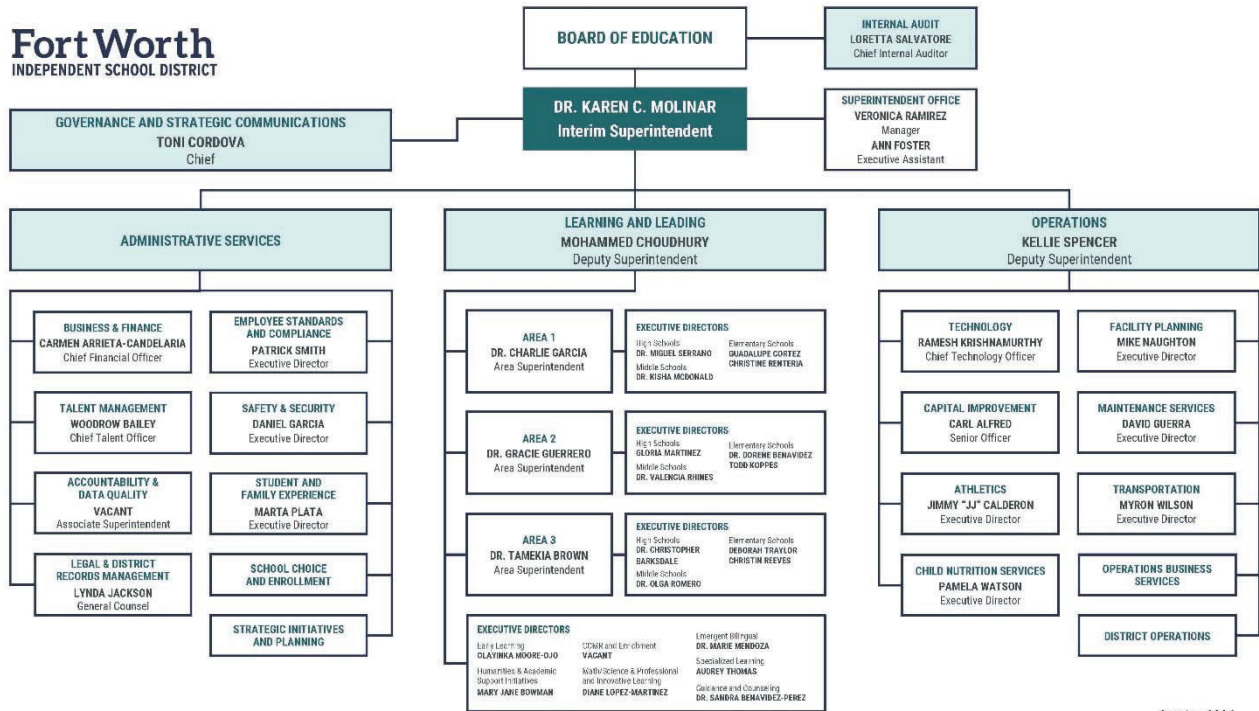 Fort Worth
INDEPENDENT SCHOOL DISTRICT
BOARD OF EDUCATION
INTERNAL AUDIT
LORETTA SALVATORE
Chief Internal Auditor
DR. KAREN C. MOLINAR
Interim Superintendent
SUPERINTENDENT OFFICE
VERONICA RAMIREZ
Manager
ANN FOSTER
Executive Assistant
GOVERNANCE AND STRATEGIC COMMUNICATIONS
TONI CORDOVA
Chief
ADMINISTRATIVE SERVICES
BUSINESS & FINANCE
CARMEN ARRIETA-CANDELARIA
Chief Financial Officer
EMPLOYEE STANDARDS
AND COMPLIANCE
PATRICK SMITH
Executive Director
TALENT MANAGEMENT
WOODROW BAILEY
Chief Talent Officer
SAFETY & SECURITY
DANIEL GARCIA
Executive Director
ACCOUNTABILITY &
DATA QUALITY
VACANT
Associate Superintendent
STUDENT AND
FAMILY EXPERIENCE
MARTA PLATA
Executive Director
LEGAL & DISTRICT
RECORDS MANAGEMENT
LYNDA JACKSON
General Counsel
SCHOOL CHOICE
AND ENROLLMENT
STRATEGIC INITIATIVES
AND PLANNING
LEARNING AND LEADING
MOHAMMED CHOUDHURY
Deputy Superintendent
AREA 1
DR. CHARLIE GARCIA
Area Superintendent
EXECUTIVE DIRECTORS
High Schools
DR. MIGUEL SERRANO
Middle Schools
DR. KISHA MCDONALD
Elementary Schools
GUADALUPE CORTEZ
CHRISTINE RENTERIA
AREA 2
DR. GRACIE GUERRERO
Area Superintendent
EXECUTIVE DIRECTORS
High Schools
GLORIA MARTINEZ
Middle Schools
DR. VALENCIA RHINES
Elementary Schools
DR. DORENE BENAVIDEZ
TODD KOPPES
AREA 3
DR. TAMEKIA BROWN
Area Superintendent
EXECUTIVE DIRECTORS
High Schools
DR. CHRISTOPHER
BARKSDALE
Middle Schools
DR. OLGA ROMERO
Elementary Schools
DEBORAH TRAYLOR
CHRISTIN REEVES
EXECUTIVE DIRECTORS
Early Learning
OLAYINKA MOORE-OJO
Humanities & Academic
Support Initiatives
MARY JANE BOWMAN
CCMR and Enrichment
VACANT
Math/Science & Professional
and Innovative Learning
DIANE LOPEZ-MARTINEZ
Emergent Bilingual
DR. MARIE MENDOZA
Specialized Learning
AUDREY THOMAS
Guidance and Counseling
DR. SANDRA BENAVIDEZ-PEREZ
OPERATIONS
KELLIE SPENCER
Deputy Superintendent
TECHNOLOGY
RAMESH KRISHNAMURTHY
Chief Technology Officer
FACILITY PLANNING
MIKE NAUGHTON
Executive Director
CAPITAL IMPROVEMENT
CARL ALFRED
Senior Officer
MAINTENANCE SERVICES
DAVID GUERRA
Executive Director
ATHLETICS
JIMMY "JJ" CALDERON
Executive Director
TRANSPORTATION
MYRON WILSON
Executive Director
CHILD NUTRITION SERVICES
PAMELA WATSON
Executive Director
OPERATIONS BUSINESS
SERVICES
DISTRICT OPERATIONS